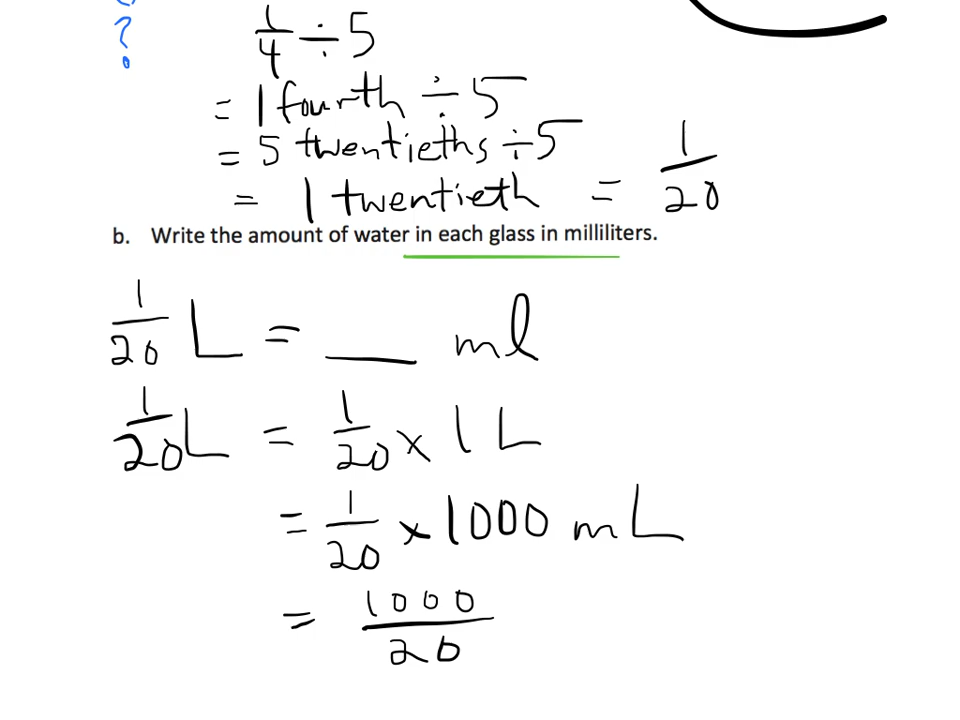 ?
1/4 ÷ 5
= 1 fourth ÷ 5
= 5 twentieths ÷ 5
= 1 twentieth = 1/20
b. Write the amount of water in each glass in milliliters.
1/20 L = __ ml
1/20 L = 1/20 × 1 L
= 1/20 × 1000 mL
= 1000/20